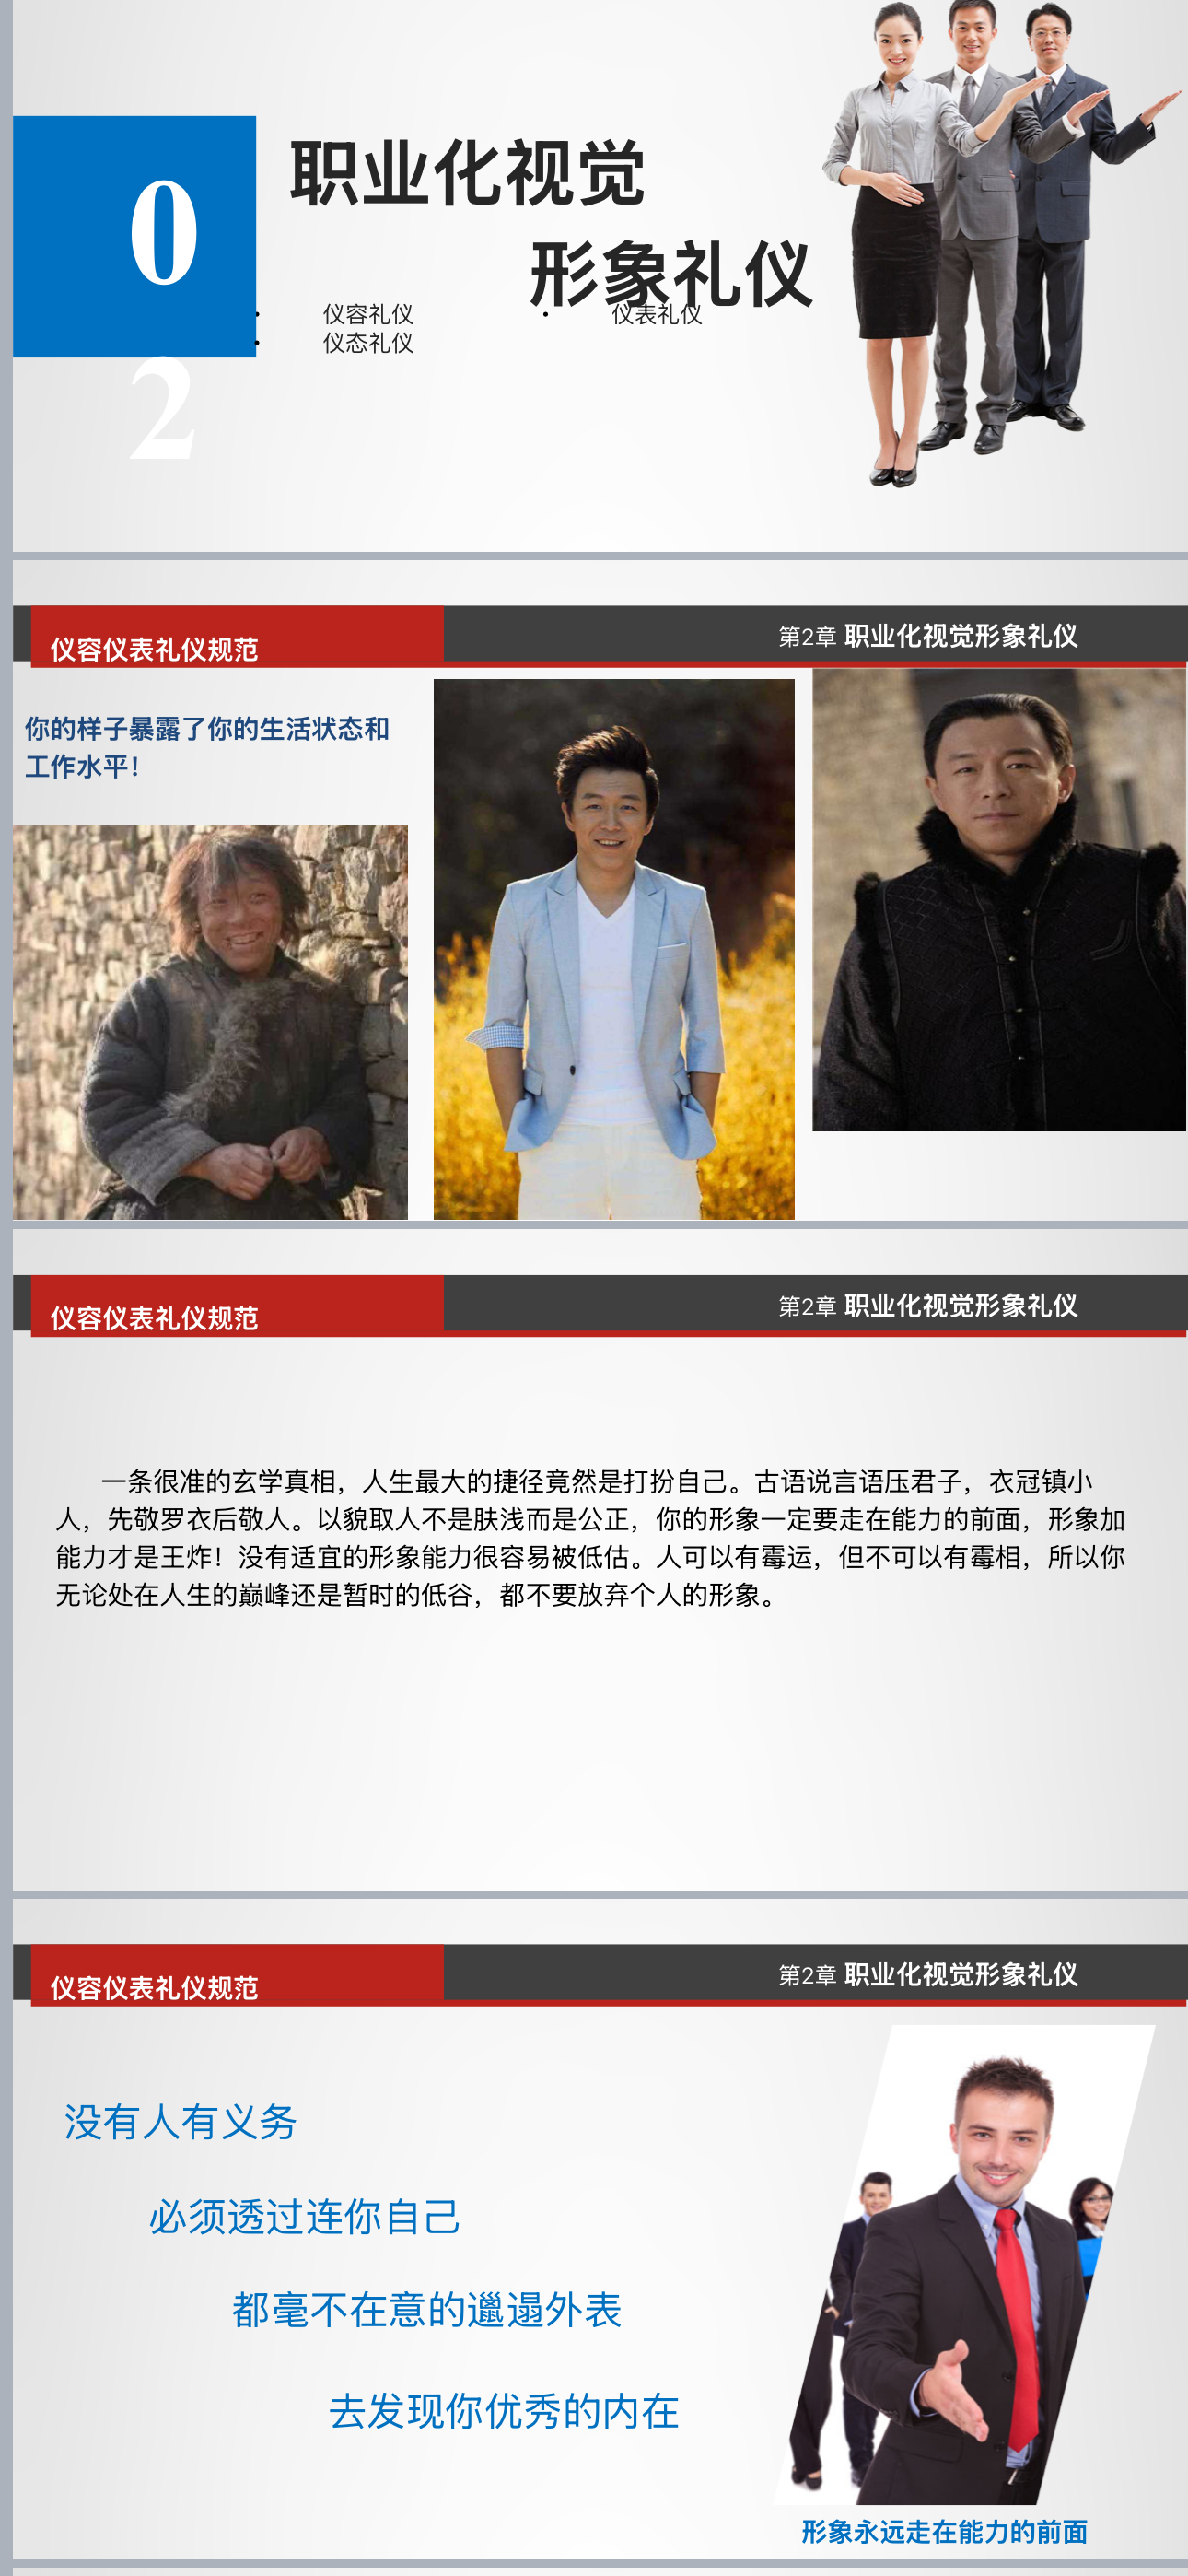 02
职业化视觉
形象礼仪
• 仪容礼仪 • 仪表礼仪
• 仪态礼仪
仪容仪表礼仪规范
第2章 职业化视觉形象礼仪
你的样子暴露了你的生活状态和
工作水平！
仪容仪表礼仪规范
第2章 职业化视觉形象礼仪
一条很准的玄学真相，人生最大的捷径竟然是打扮自己。古语说言语压君子，衣冠镇小
人，先敬罗衣后敬人。以貌取人不是肤浅而是公正，你的形象一定要走在能力的前面，形象加
能力才是王炸！没有适宜的形象能力很容易被低估。人可以有霉运，但不可以有霉相，所以你
无论处在人生的巅峰还是暂时的低谷，都不要放弃个人的形象。
仪容仪表礼仪规范
第2章 职业化视觉形象礼仪
没有人有义务
必须透过连你自己
都毫不在意的邋遢外表
去发现你优秀的内在
形象永远走在能力的前面